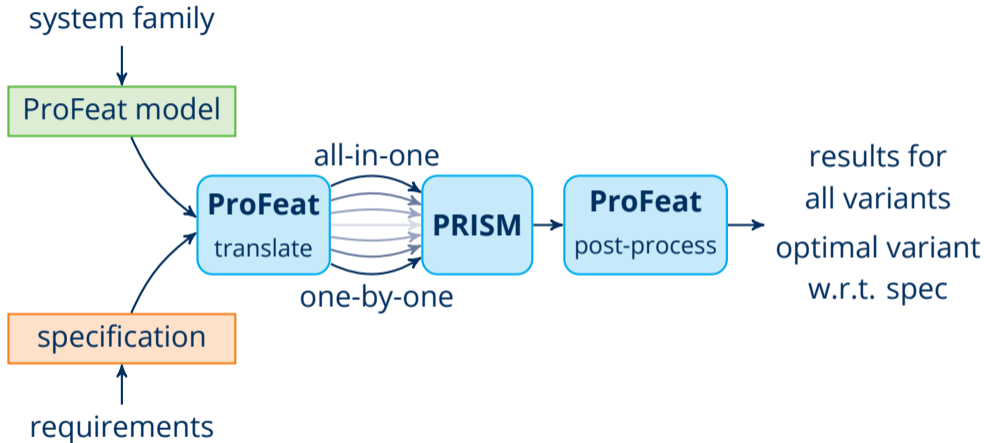 system family
ProFeat model
all-in-one
ProFeat
translate
one-by-one
PRISM
ProFeat
post-process
results for
all variants
optimal variant
w.r.t. spec
specification
requirements